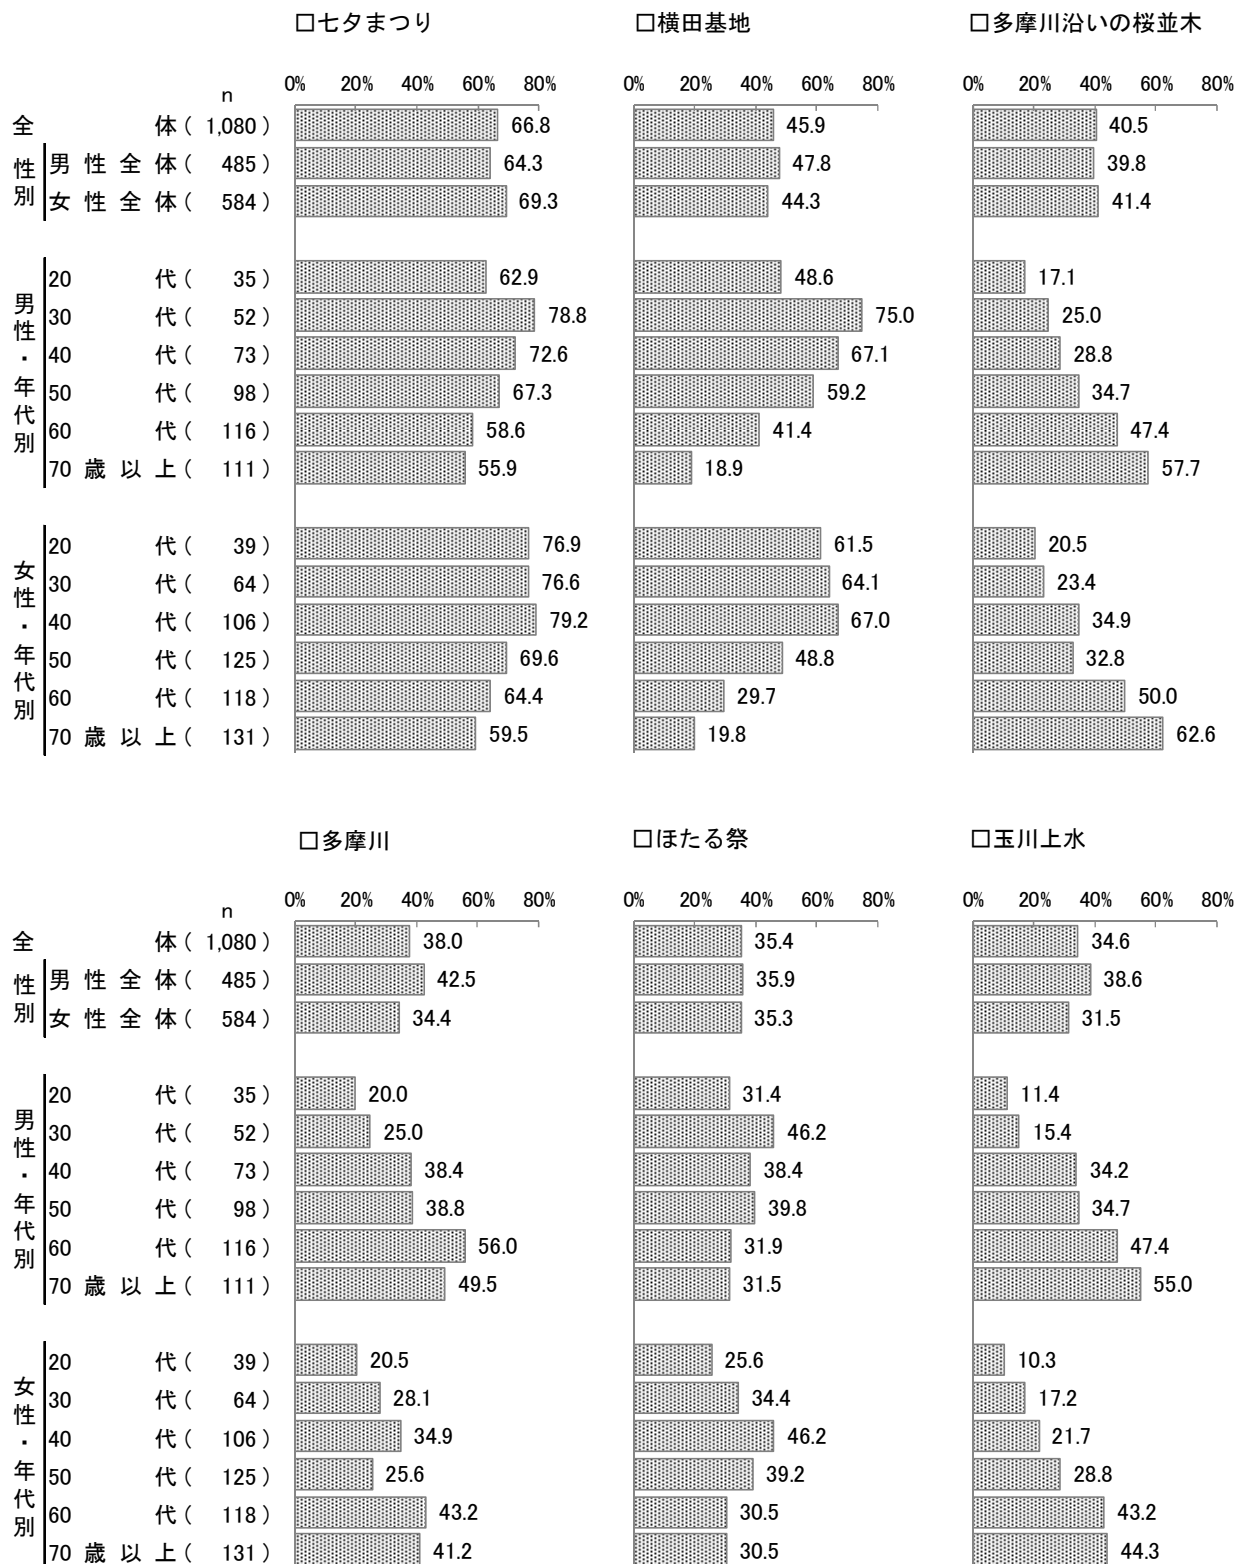 □七夕まつり □横田基地 □多摩川沿いの桜並木
0% 20% 40% 60% 80% 0% 20% 40% 60% 80% 0% 20% 40% 60% 80%
n
全 体 ( 1,080 ) 66.8 45.9 40.5
性別
男 性 全 体 ( 485 ) 64.3 47.8 39.8
女 性 全 体 ( 584 ) 69.3 44.3 41.4
男性・年代別
20 代 ( 35 ) 62.9 48.6 17.1
30 代 ( 52 ) 78.8 75.0 25.0
40 代 ( 73 ) 72.6 67.1 28.8
50 代 ( 98 ) 67.3 59.2 34.7
60 代 ( 116 ) 58.6 41.4 47.4
70 歳 以 上 ( 111 ) 55.9 18.9 57.7
女性・年代別
20 代 ( 39 ) 76.9 61.5 20.5
30 代 ( 64 ) 76.6 64.1 23.4
40 代 ( 106 ) 79.2 67.0 34.9
50 代 ( 125 ) 69.6 48.8 32.8
60 代 ( 118 ) 64.4 29.7 50.0
70 歳 以 上 ( 131 ) 59.5 19.8 62.6
□多摩川 □ほたる祭 □玉川上水
0% 20% 40% 60% 80% 0% 20% 40% 60% 80% 0% 20% 40% 60% 80%
n
全 体 ( 1,080 ) 38.0 35.4 34.6
性別
男 性 全 体 ( 485 ) 42.5 35.9 38.6
女 性 全 体 ( 584 ) 34.4 35.3 31.5
男性・年代別
20 代 ( 35 ) 20.0 31.4 11.4
30 代 ( 52 ) 25.0 46.2 15.4
40 代 ( 73 ) 38.4 38.4 34.2
50 代 ( 98 ) 38.8 39.8 34.7
60 代 ( 116 ) 56.0 31.9 47.4
70 歳 以 上 ( 111 ) 49.5 31.5 55.0
女性・年代別
20 代 ( 39 ) 20.5 25.6 10.3
30 代 ( 64 ) 28.1 34.4 17.2
40 代 ( 106 ) 34.9 46.2 21.7
50 代 ( 125 ) 25.6 39.2 28.8
60 代 ( 118 ) 43.2 30.5 43.2
70 歳 以 上 ( 131 ) 41.2 30.5 44.3